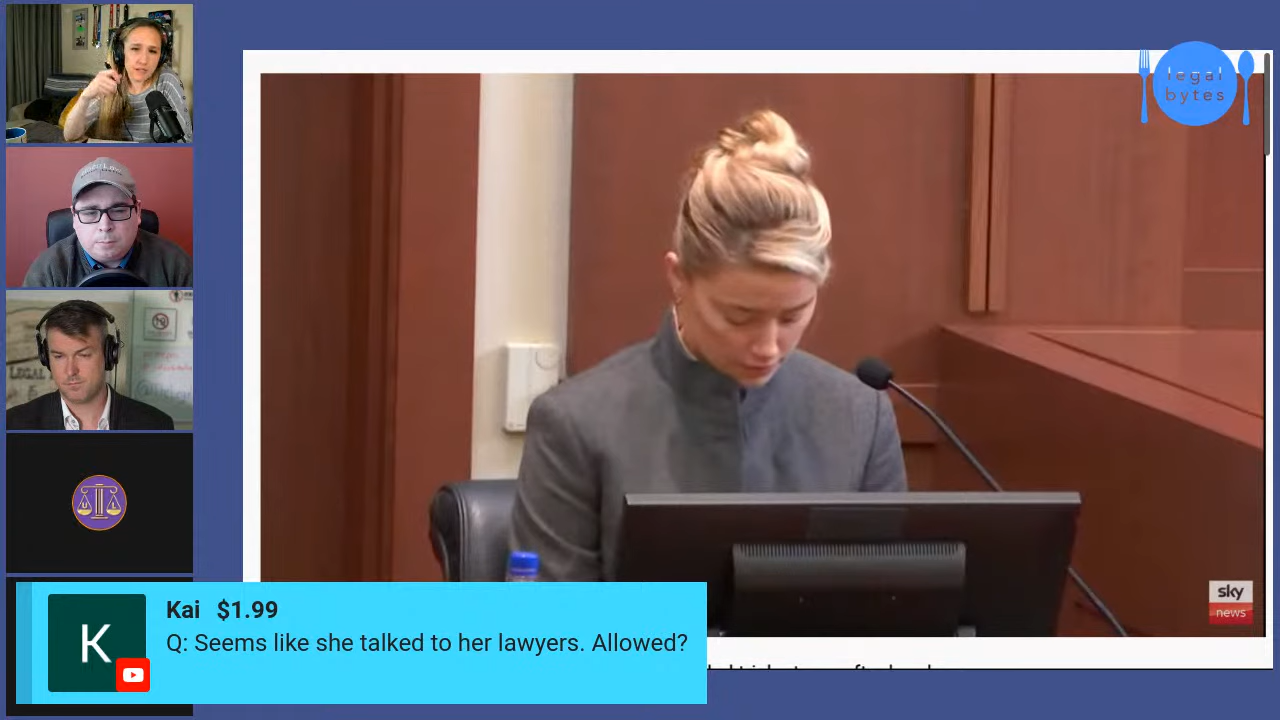 legal
bytes
sky
news
K
Kai $1.99
Q: Seems like she talked to her lawyers. Allowed?